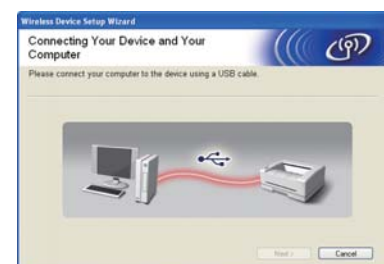 Wireless Device Setup Wizard
Connecting Your Device and Your
Computer
Please connect your computer to the device using a USB cable.
Next >
Cancel